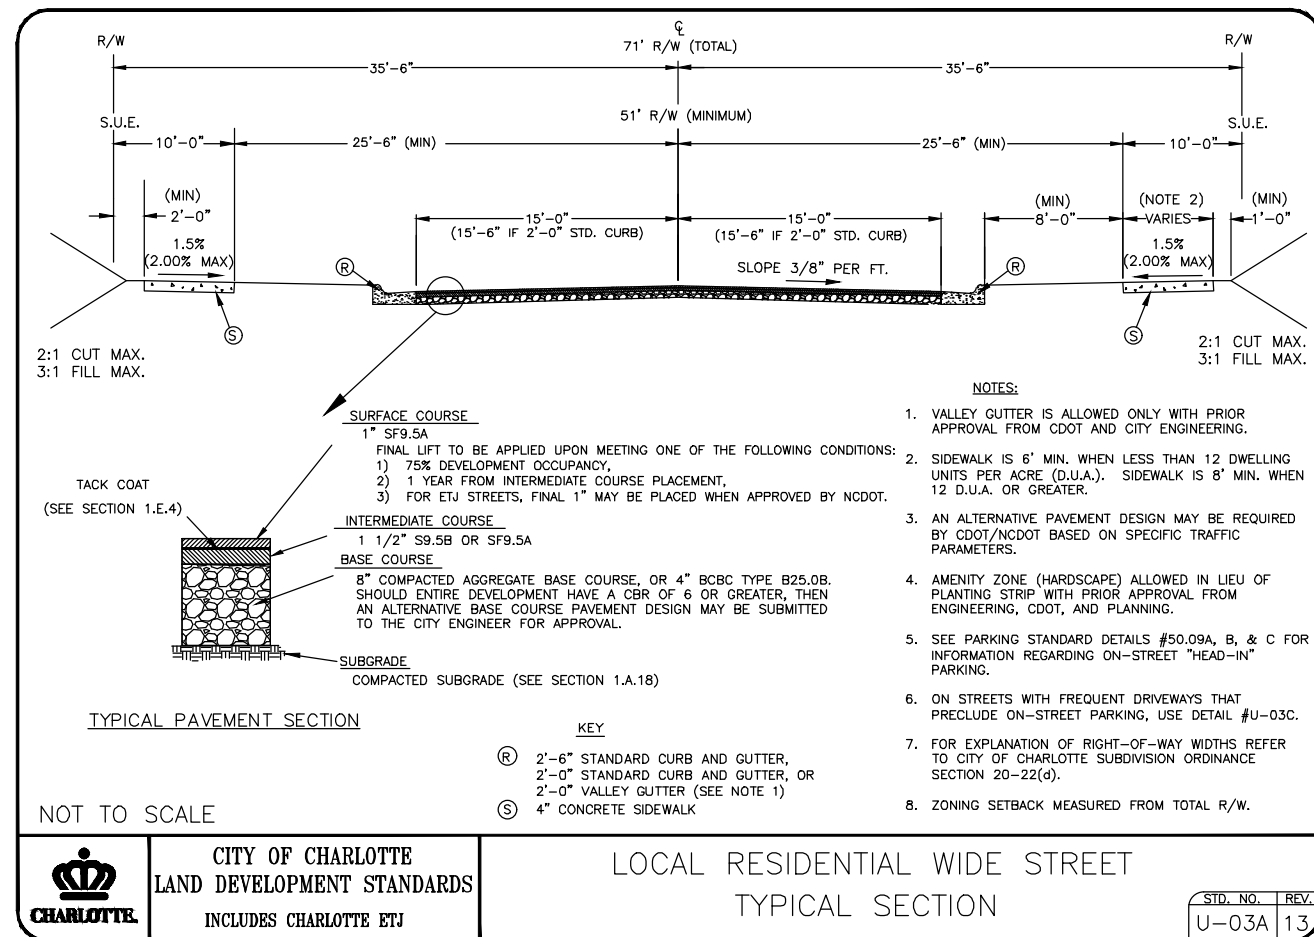 ℄
R/W
71' R/W (TOTAL)
R/W
35'-6"
35'-6"
51' R/W (MINIMUM)
S.U.E.
S.U.E.
10'-0"
25'-6" (MIN)
25'-6" (MIN)
10'-0"
(MIN)
2'-0"
15'-0"
(15'-6" IF 2'-0" STD. CURB)
15'-0"
(15'-6" IF 2'-0" STD. CURB)
(MIN)
8'-0"
(NOTE 2)
VARIES
(MIN)
1'-0"
1.5%
(2.00% MAX)
SLOPE 3/8" PER FT.
1.5%
(2.00% MAX)
R
R
S
S
2:1 CUT MAX.
3:1 FILL MAX.
2:1 CUT MAX.
3:1 FILL MAX.
SURFACE COURSE
1" SF9.5A
FINAL LIFT TO BE APPLIED UPON MEETING ONE OF THE FOLLOWING CONDITIONS:
1) 75% DEVELOPMENT OCCUPANCY,
2) 1 YEAR FROM INTERMEDIATE COURSE PLACEMENT,
3) FOR ETJ STREETS, FINAL 1" MAY BE PLACED WHEN APPROVED BY NCDOT.
TACK COAT
(SEE SECTION 1.E.4)
INTERMEDIATE COURSE
1 1/2" S9.5B OR SF9.5A
BASE COURSE
8" COMPACTED AGGREGATE BASE COURSE, OR 4" BCBC TYPE B25.0B.
SHOULD ENTIRE DEVELOPMENT HAVE A CBR OF 6 OR GREATER, THEN
AN ALTERNATIVE BASE COURSE PAVEMENT DESIGN MAY BE SUBMITTED
TO THE CITY ENGINEER FOR APPROVAL.
SUBGRADE
COMPACTED SUBGRADE (SEE SECTION 1.A.18)
TYPICAL PAVEMENT SECTION
KEY
R 2'-6" STANDARD CURB AND GUTTER,
2'-0" STANDARD CURB AND GUTTER, OR
2'-0" VALLEY GUTTER (SEE NOTE 1)
S 4" CONCRETE SIDEWALK
NOTES:
1. VALLEY GUTTER IS ALLOWED ONLY WITH PRIOR
APPROVAL FROM CDOT AND CITY ENGINEERING.
2. SIDEWALK IS 6' MIN. WHEN LESS THAN 12 DWELLING
UNITS PER ACRE (D.U.A.). SIDEWALK IS 8' MIN. WHEN
12 D.U.A. OR GREATER.
3. AN ALTERNATIVE PAVEMENT DESIGN MAY BE REQUIRED
BY CDOT/NCDOT BASED ON SPECIFIC TRAFFIC
PARAMETERS.
4. AMENITY ZONE (HARDSCAPE) ALLOWED IN LIEU OF
PLANTING STRIP WITH PRIOR APPROVAL FROM
ENGINEERING, CDOT, AND PLANNING.
5. SEE PARKING STANDARD DETAILS #50.09A, B, & C FOR
INFORMATION REGARDING ON-STREET "HEAD-IN"
PARKING.
6. ON STREETS WITH FREQUENT DRIVEWAYS THAT
PRECLUDE ON-STREET PARKING, USE DETAIL #U-03C.
7. FOR EXPLANATION OF RIGHT-OF-WAY WIDTHS REFER
TO CITY OF CHARLOTTE SUBDIVISION ORDINANCE
SECTION 20-22(d).
8. ZONING SETBACK MEASURED FROM TOTAL R/W.
NOT TO SCALE
CHARLOTTE.
CITY OF CHARLOTTE
LAND DEVELOPMENT STANDARDS
INCLUDES CHARLOTTE ETJ
LOCAL RESIDENTIAL WIDE STREET
TYPICAL SECTION
STD. NO. REV.
U-03A 13